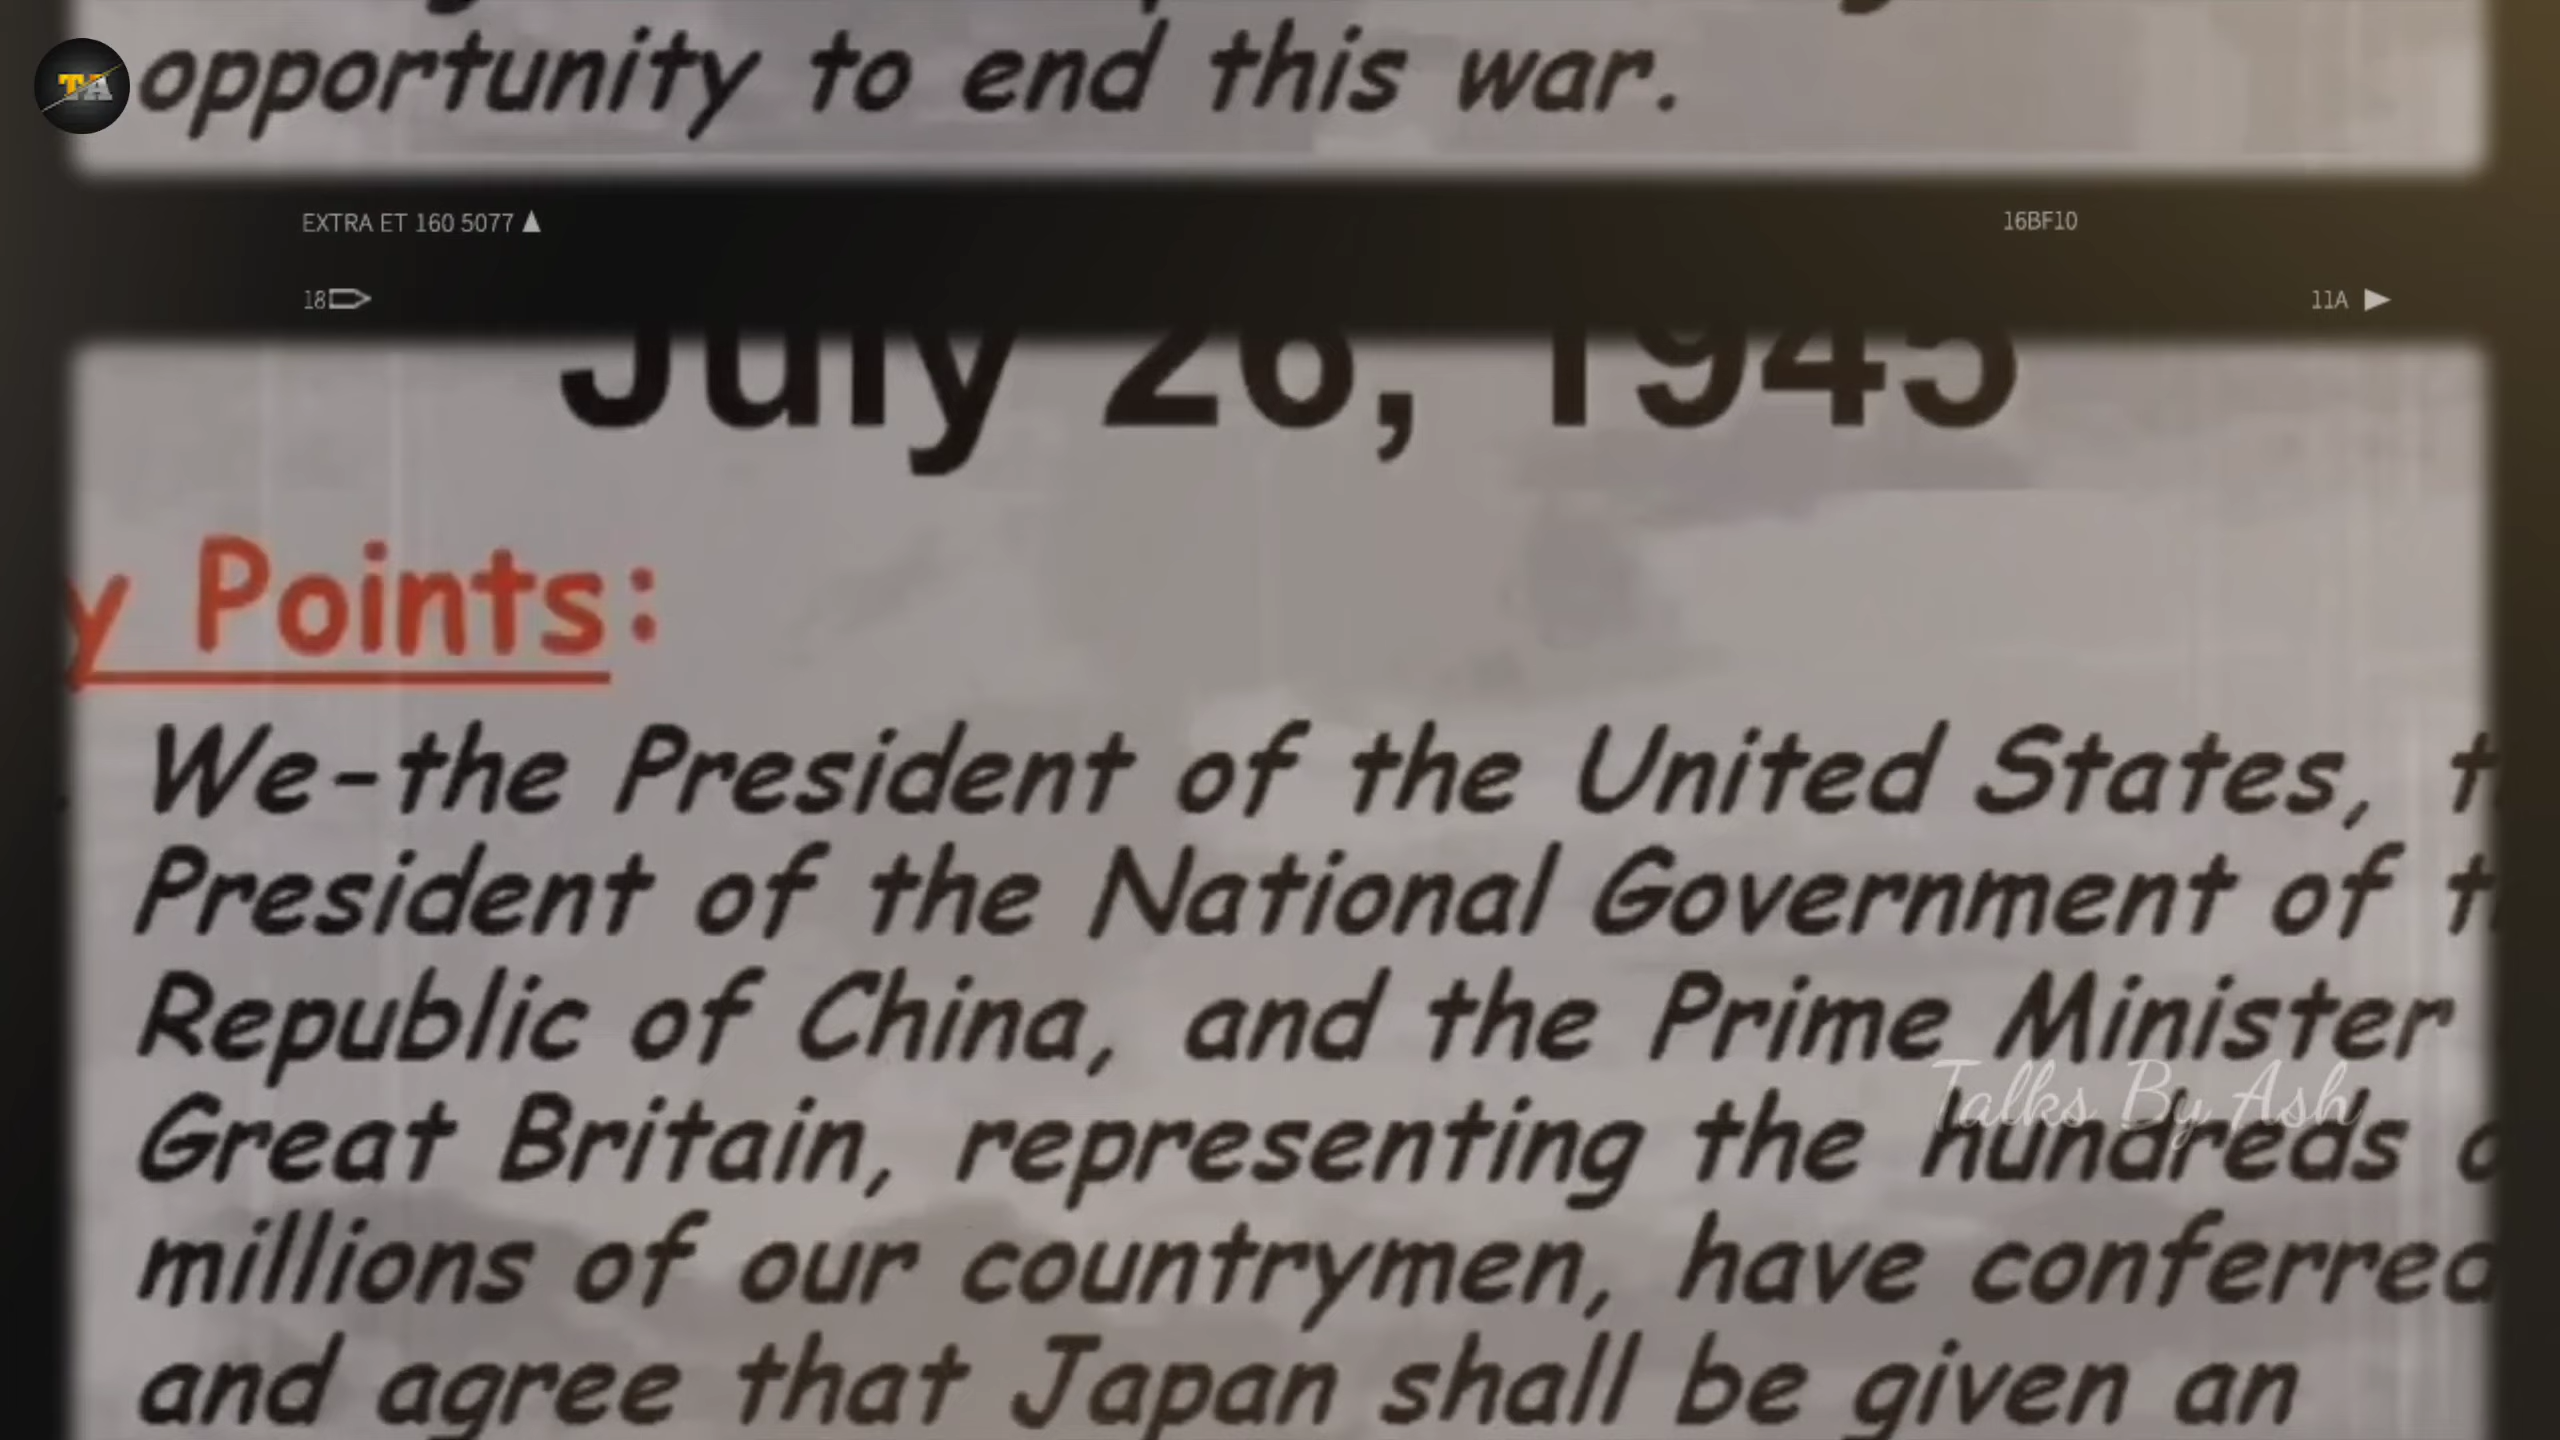 opportunity to end this war.
TA
EXTRA ET 160 5077 ▲
16BF10
18
11A ▶
July 26, 1945
Points:
We-the President of the United States,
President of the National Government of
Republic of China, and the Prime Minister
Talks By Ash
Great Britain, representing the hundreds
millions of our countrymen, have conferred
and agree that Japan shall be given an